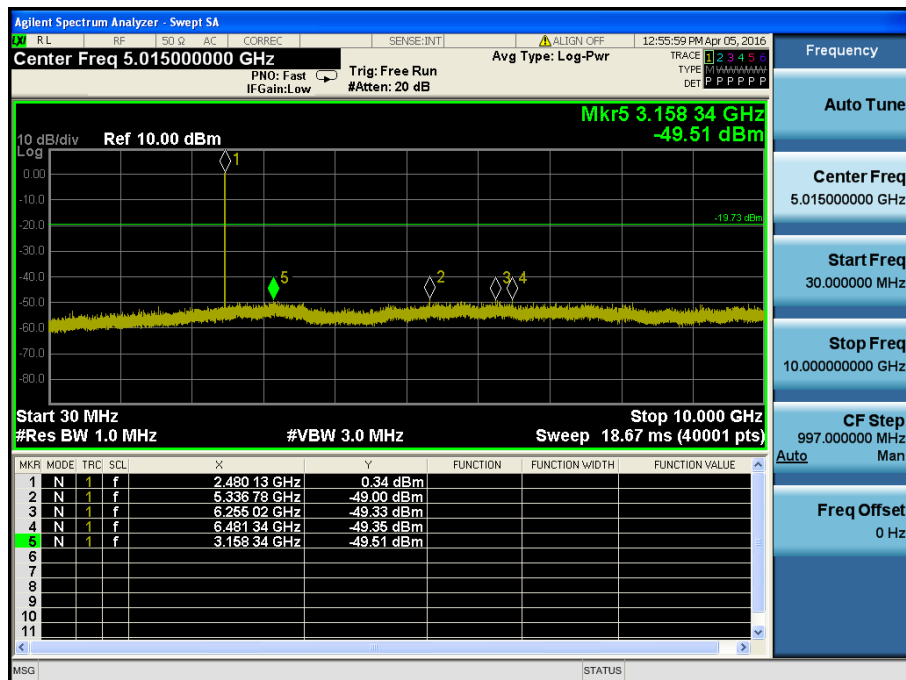 Agilent Spectrum Analyzer - Swept SA
LXI RL RF 50 Ω AC CORREC SENSE:INT ALIGN OFF 12:55:59 PM Apr 05, 2016
Center Freq 5.015000000 GHz
PNO: Fast
IFGain:Low
Trig: Free Run
#Atten: 20 dB
Avg Type: Log-Pwr
TRACE 1 2 3 4 5 6
TYPE M WWWWW
DET P P P P P P
Mkr5 3.158 34 GHz
-49.51 dBm
10 dB/div Ref 10.00 dBm
Log
1
0.00
-10.0
-19.73 dBm
-20.0
-30.0
-40.0
5 2 3 4
-50.0
-60.0
-70.0
-80.0
Start 30 MHz Stop 10.000 GHz
#Res BW 1.0 MHz #VBW 3.0 MHz Sweep 18.67 ms (40001 pts)
MKR MODE TRC SCL X Y FUNCTION FUNCTION WIDTH FUNCTION VALUE
1 N 1 f 2.480 13 GHz 0.34 dBm
2 N 1 f 5.336 78 GHz -49.00 dBm
3 N 1 f 6.255 02 GHz -49.33 dBm
4 N 1 f 6.481 34 GHz -49.35 dBm
5 N 1 f 3.158 34 GHz -49.51 dBm
6
7
8
9
10
11
MSG STATUS
Frequency
Auto Tune
Center Freq
5.015000000 GHz
Start Freq
30.000000 MHz
Stop Freq
10.000000000 GHz
CF Step
997.000000 MHz
Auto Man
Freq Offset
0 Hz